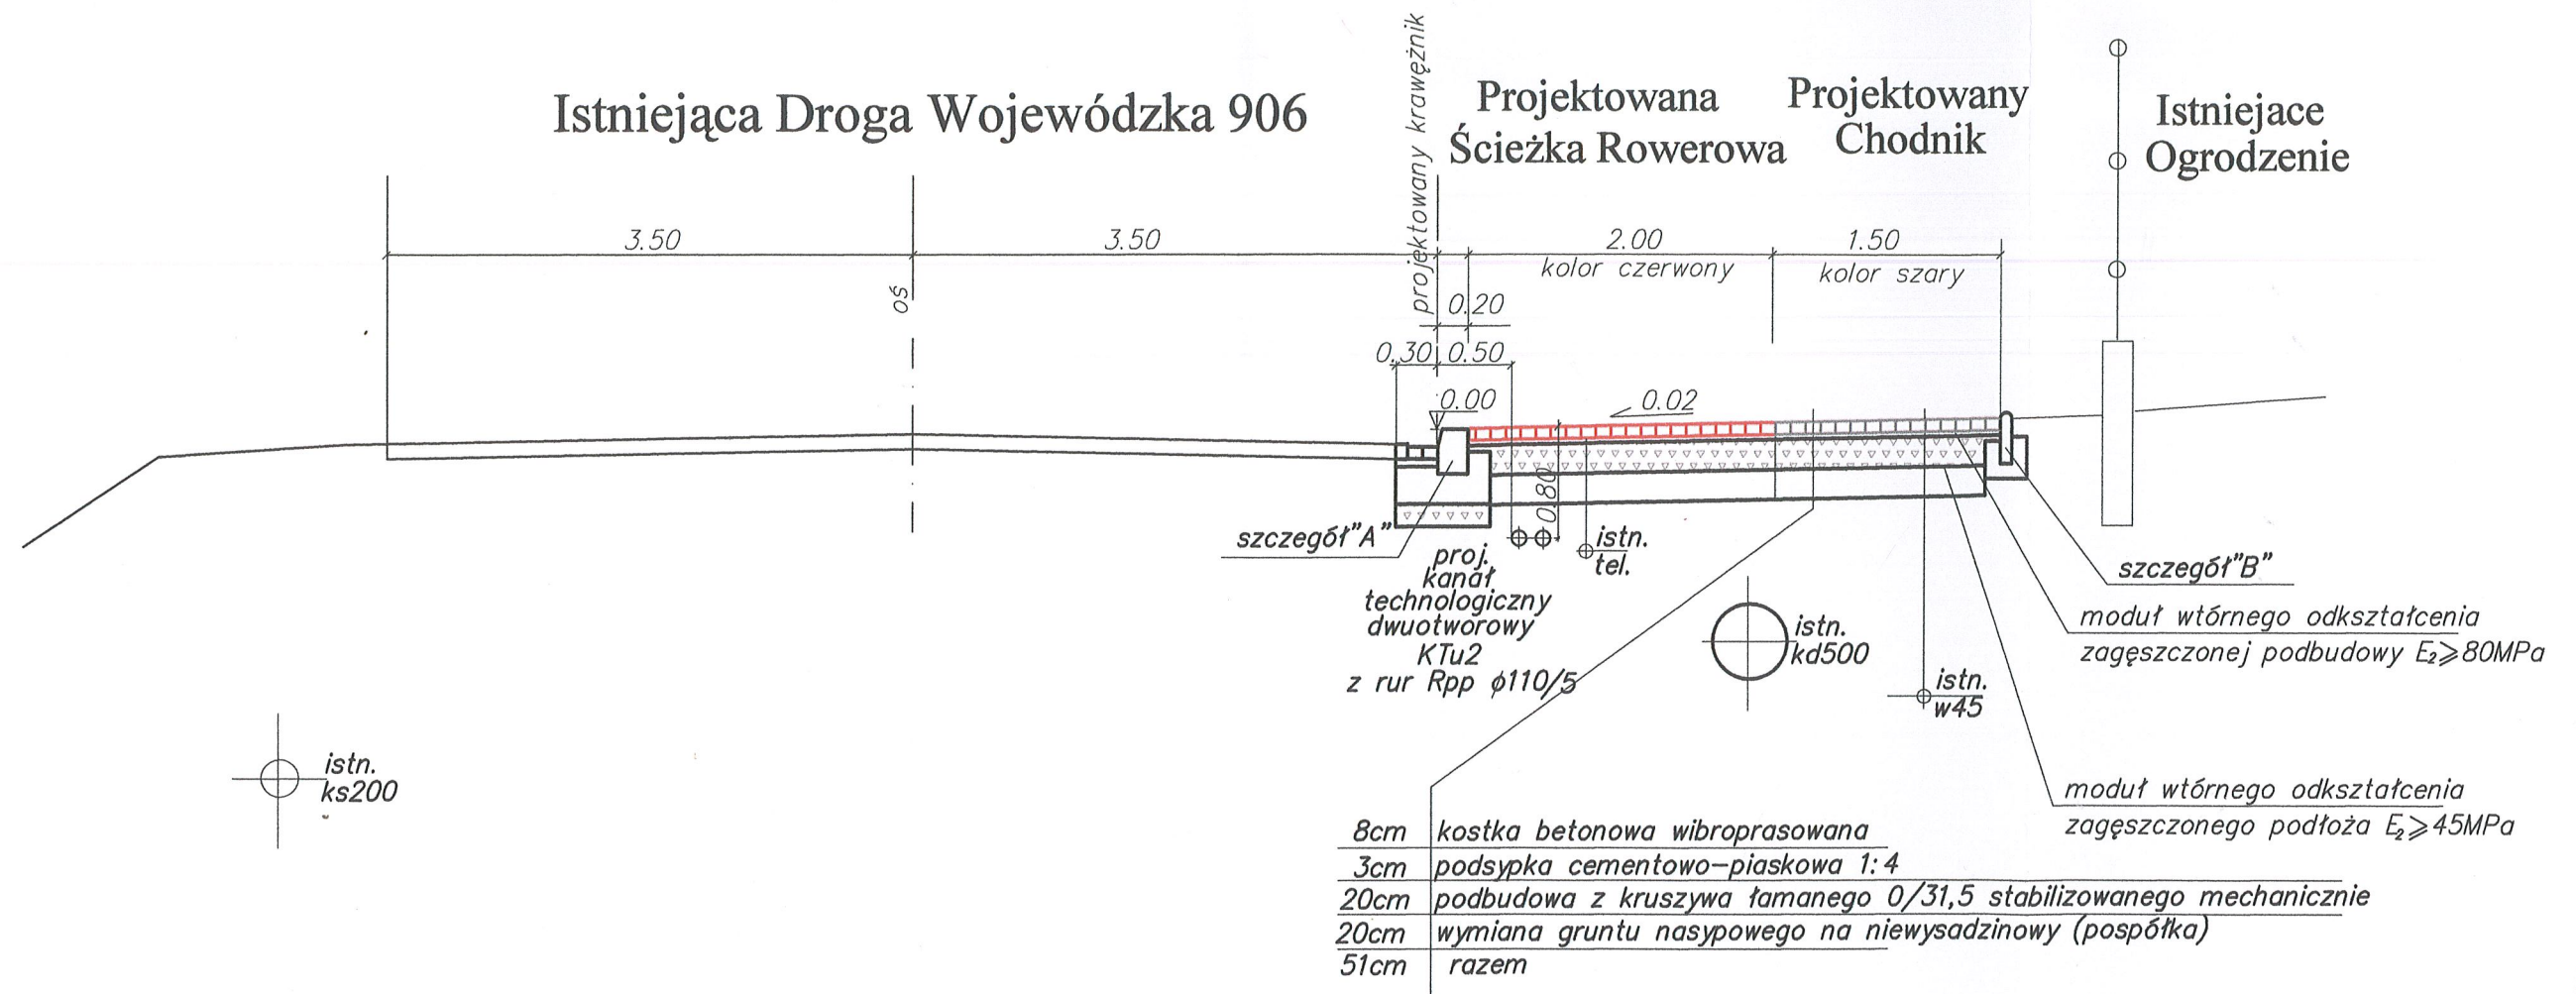 Istniejąca Droga Wojewódzka 906
projektowany krawężnik
Projektowana
Ścieżka Rowerowa
Projektowany
Chodnik
Istniejace
Ogrodzenie
3.50
3.50
2.00
1.50
kolor czerwony
kolor szary
oś
0.20
0.30
0.50
0.00
0.02
0.80
szczegół"A"
proj.
kanał
technologiczny
dwuotworowy
KTu2
z rur Rpp ϕ110/5
istn.
tel.
istn.
kd500
istn.
w45
szczegół"B"
moduł wtórnego odkształcenia
zagęszczonej podbudowy E₂⩾80MPa
moduł wtórnego odkształcenia
zagęszczonego podłoża E₂⩾45MPa
istn.
ks200
8cm kostka betonowa wibroprasowana
3cm podsypka cementowo-piaskowa 1:4
20cm podbudowa z kruszywa łamanego 0/31,5 stabilizowanego mechanicznie
20cm wymiana gruntu nasypowego na niewysadzinowy (pospółka)
51cm razem